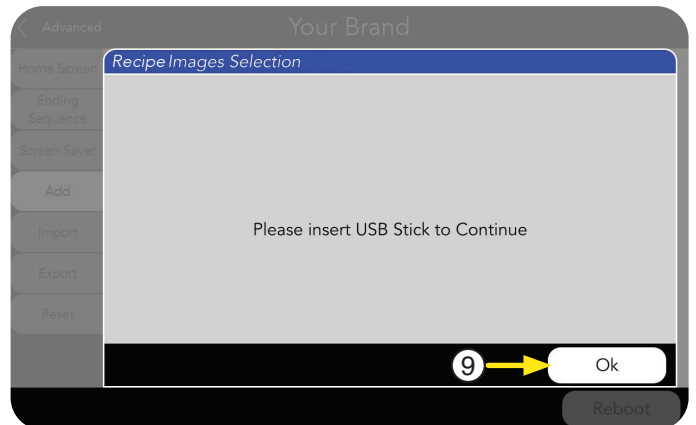 Advanced
Your Brand
Home Screen
Ending
Sequence
Screen Saver
Add
Import
Export
Reset
Recipe Images Selection
Please insert USB Stick to Continue
9
Ok
Reboot